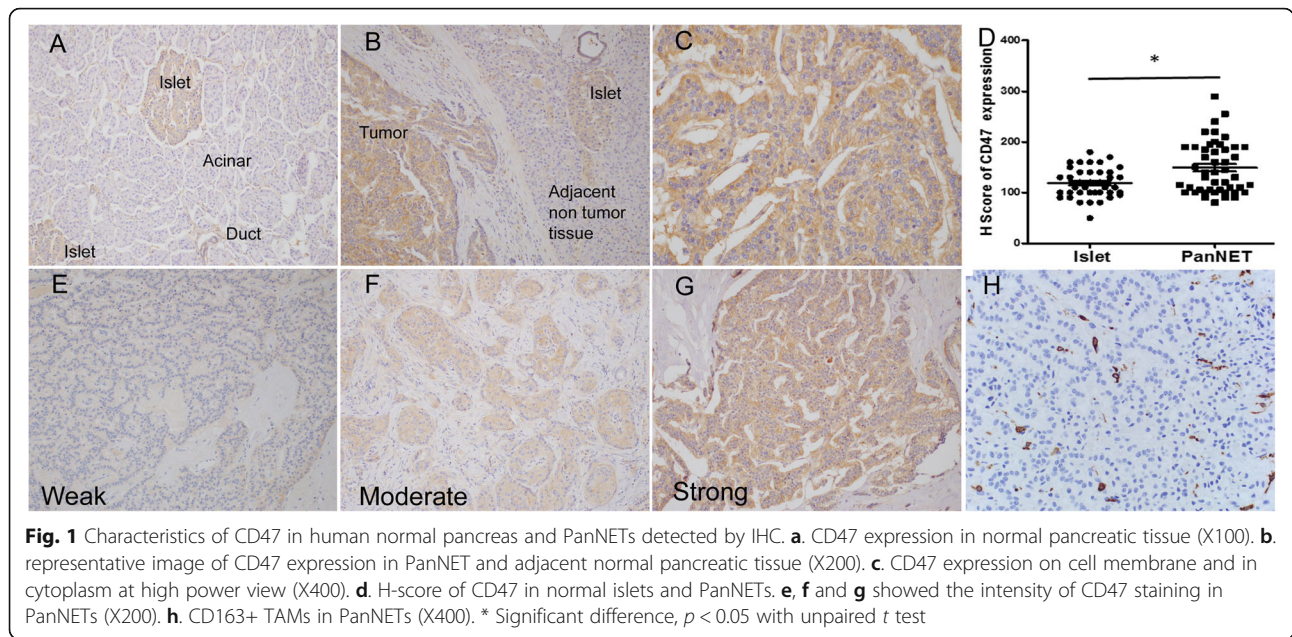 A
Islet
Acinar
Islet
Duct
B
Islet
Tumor
Adjacent
non tumor
tissue
C
D
H Score of CD47 expression
400
300
200
100
0
*
Islet
PanNET
E
Weak
F
Moderate
G
Strong
H
Fig. 1 Characteristics of CD47 in human normal pancreas and PanNETs detected by IHC. a. CD47 expression in normal pancreatic tissue (X100). b.
representative image of CD47 expression in PanNET and adjacent normal pancreatic tissue (X200). c. CD47 expression on cell membrane and in
cytoplasm at high power view (X400). d. H-score of CD47 in normal islets and PanNETs. e, f and g showed the intensity of CD47 staining in
PanNETs (X200). h. CD163+ TAMs in PanNETs (X400). * Significant difference, p < 0.05 with unpaired t test